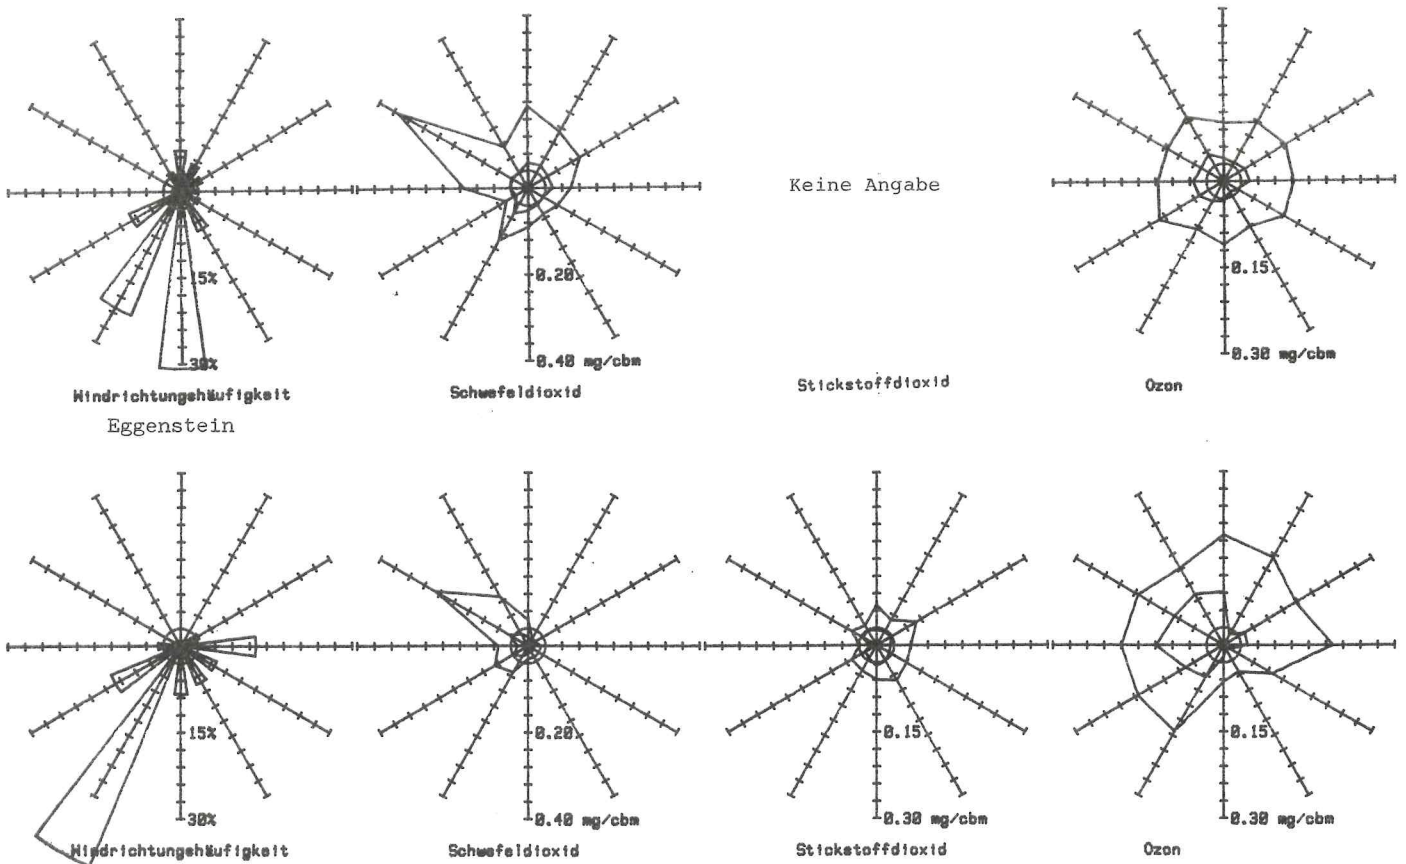 Keine Angabe
15%
0.20
0.15
30%
0.40 mg/cbm
0.30 mg/cbm
Windrichtungshäufigkeit
Schwefeldioxid
Stickstoffdioxid
Ozon
Eggenstein
15%
0.20
0.15
0.15
30%
0.40 mg/cbm
0.30 mg/cbm
0.30 mg/cbm
Windrichtungshäufigkeit
Schwefeldioxid
Stickstoffdioxid
Ozon